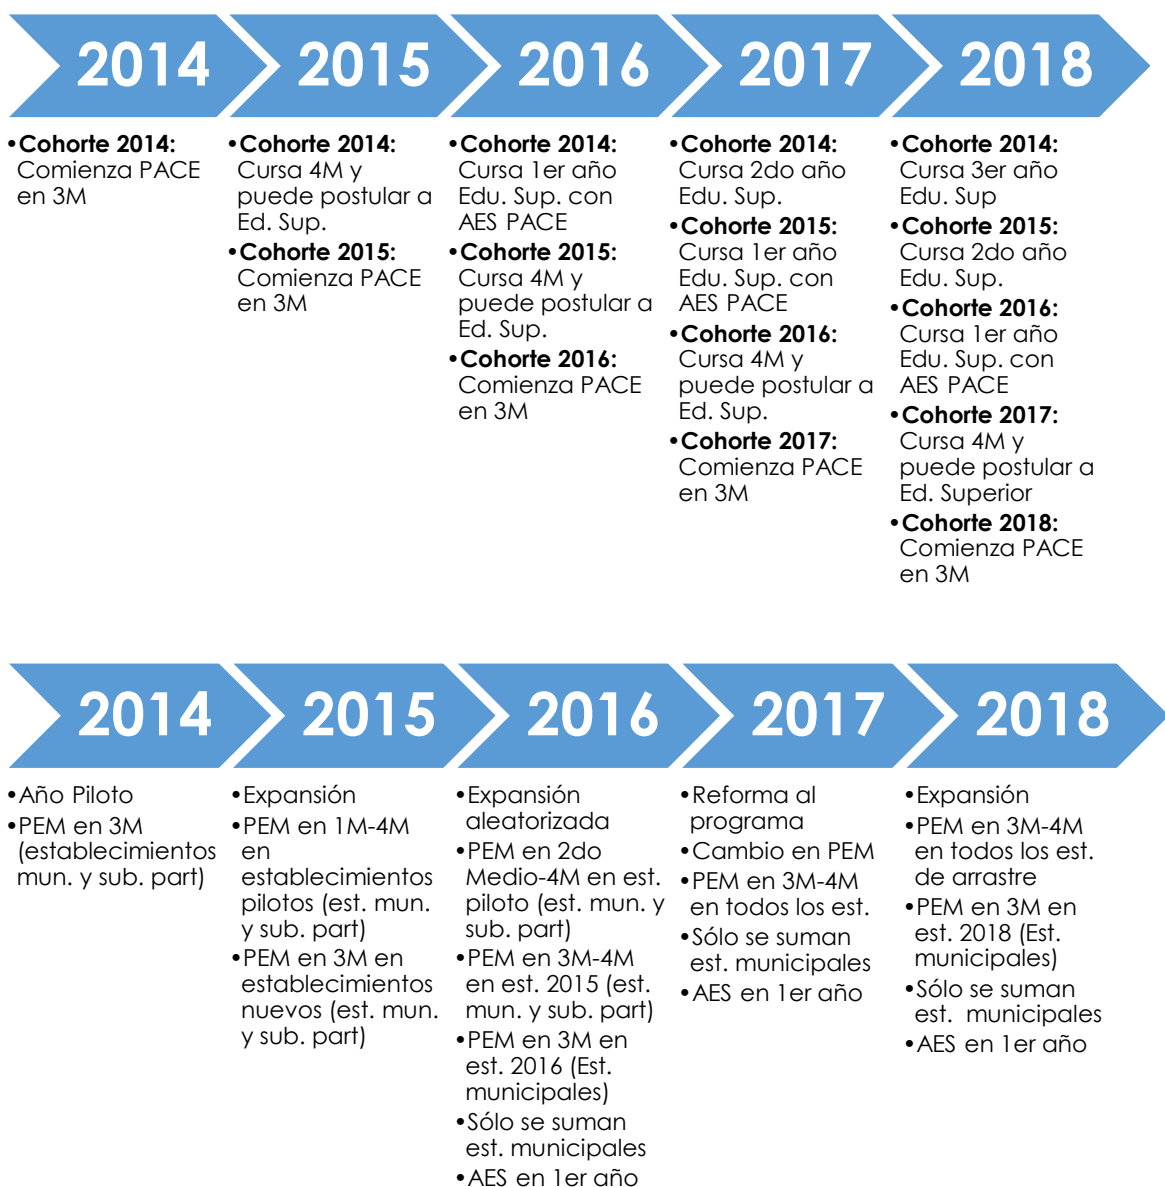 2014
2015
2016
2017
2018
•Cohorte 2014:
Comienza PACE
en 3M
•Cohorte 2014:
Cursa 4M y
puede postular a
Ed. Sup.
•Cohorte 2015:
Comienza PACE
en 3M
•Cohorte 2014:
Cursa 1er año
Edu. Sup. con
AES PACE
•Cohorte 2015:
Cursa 4M y
puede postular a
Ed. Sup.
•Cohorte 2016:
Comienza PACE
en 3M
•Cohorte 2014:
Cursa 2do año
Edu. Sup.
•Cohorte 2015:
Cursa 1er año
Edu. Sup. con
AES PACE
•Cohorte 2016:
Cursa 4M y
puede postular a
Ed. Sup.
•Cohorte 2017:
Comienza PACE
en 3M
•Cohorte 2014:
Cursa 3er año
Edu. Sup
•Cohorte 2015:
Cursa 2do año
Edu. Sup.
•Cohorte 2016:
Cursa 1er año
Edu. Sup. con
AES PACE
•Cohorte 2017:
Cursa 4M y
puede postular a
Ed. Superior
•Cohorte 2018:
Comienza PACE
en 3M
2014
2015
2016
2017
2018
•Año Piloto
•PEM en 3M
(establecimientos
mun. y sub. part)
•Expansión
•PEM en 1M-4M
en
establecimientos
pilotos (est. mun.
y sub. part)
•PEM en 3M en
establecimientos
nuevos (est. mun.
y sub. part)
•Expansión
aleatorizada
•PEM en 2do
Medio-4M en est.
piloto (est. mun. y
sub. part)
•PEM en 3M-4M
en est. 2015 (est.
mun. y sub. part)
•PEM en 3M en
est. 2016 (Est.
municipales)
•Sólo se suman
est. municipales
•AES en 1er año
•Reforma al
programa
•Cambio en PEM
•PEM en 3M-4M
en todos los est.
•Sólo se suman
est. municipales
•AES en 1er año
•Expansión
•PEM en 3M-4M
en todos los est.
de arrastre
•PEM en 3M en
est. 2018 (Est.
municipales)
•Sólo se suman
est. municipales
•AES en 1er año